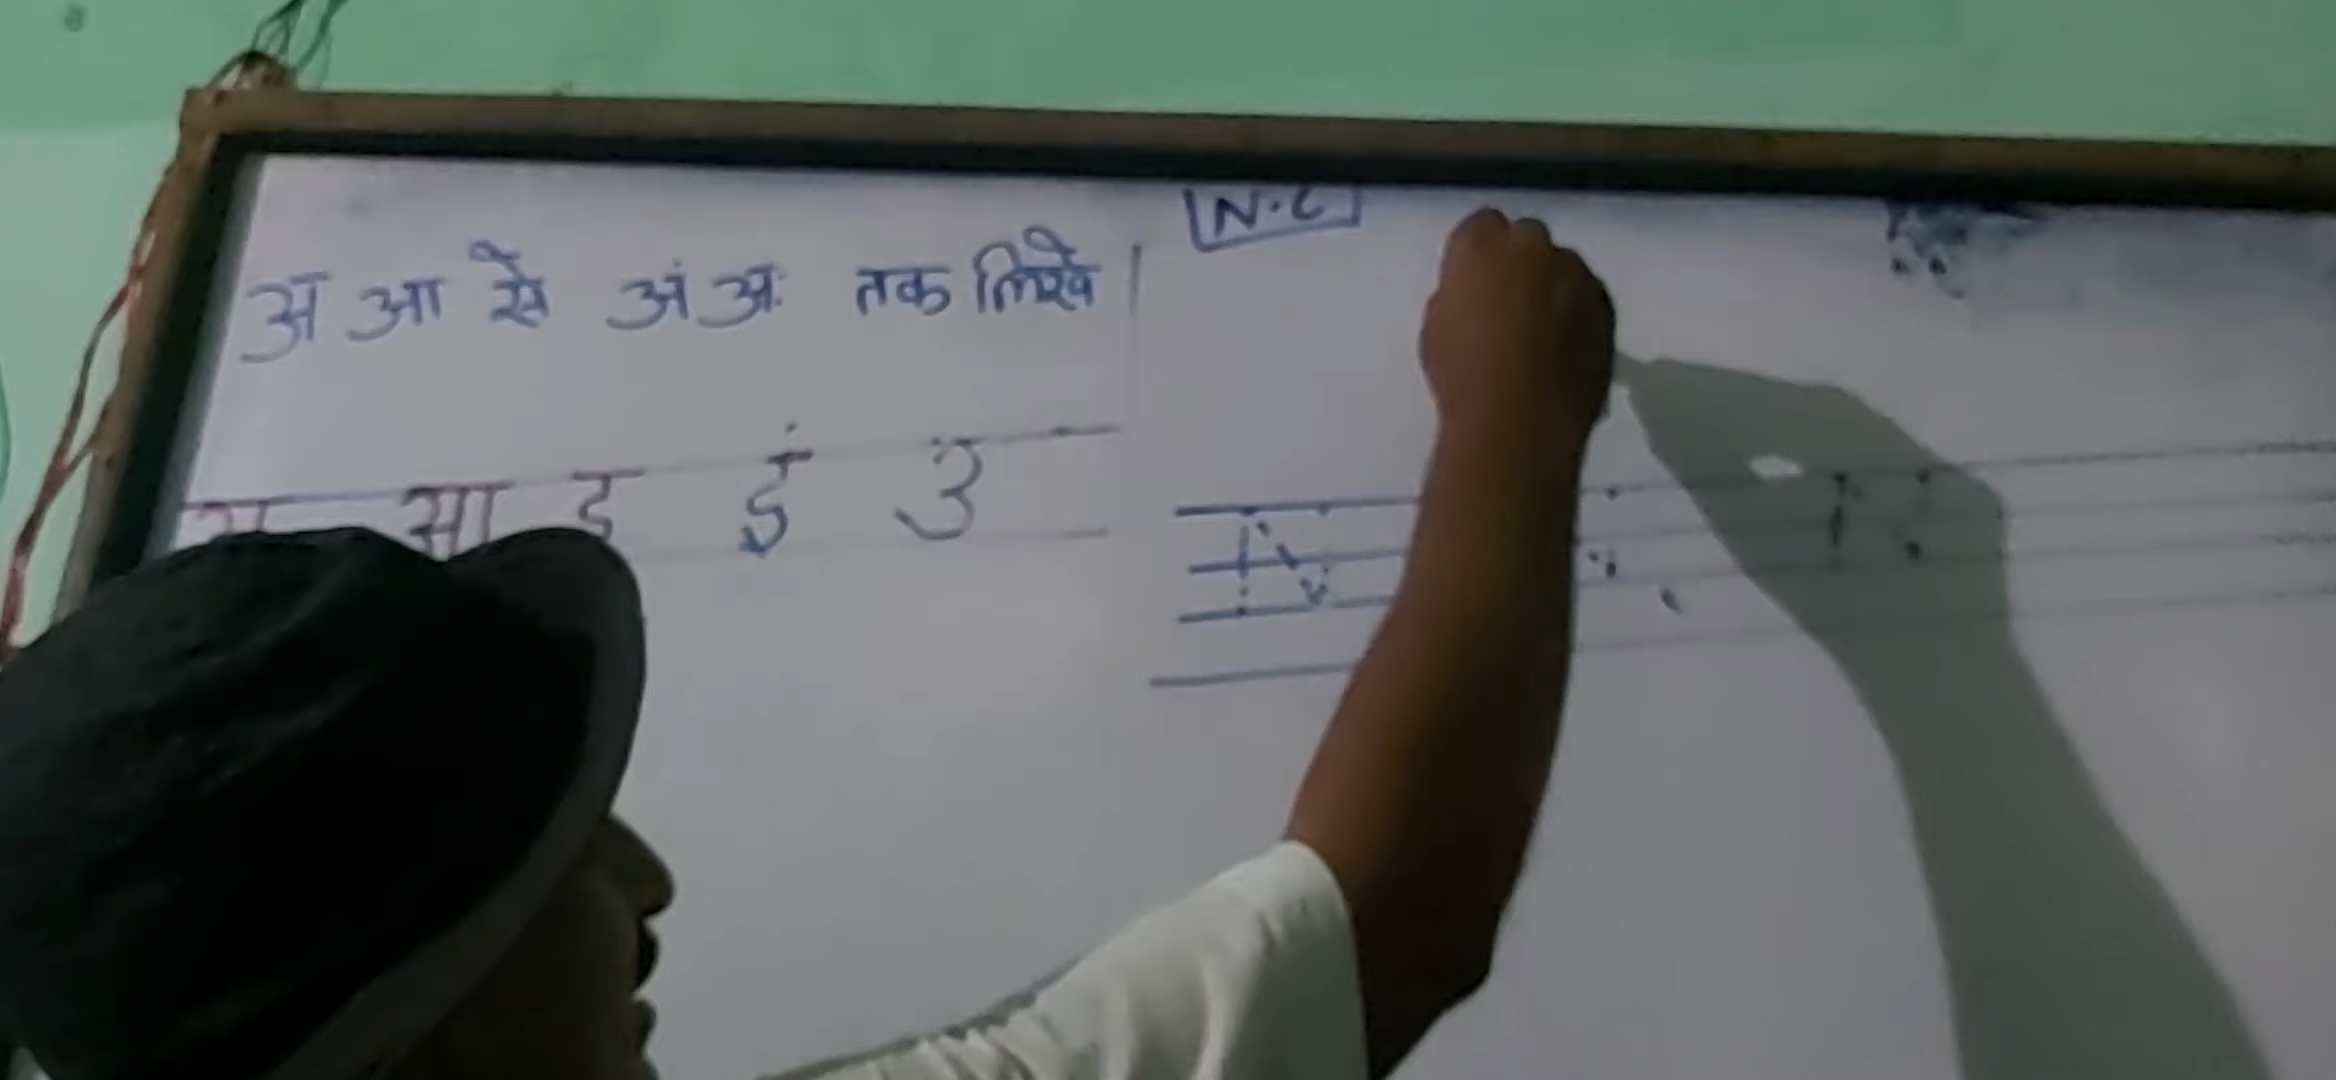 अ आ से अं अः तक लिखे
N.C
आ इ ई उ
N